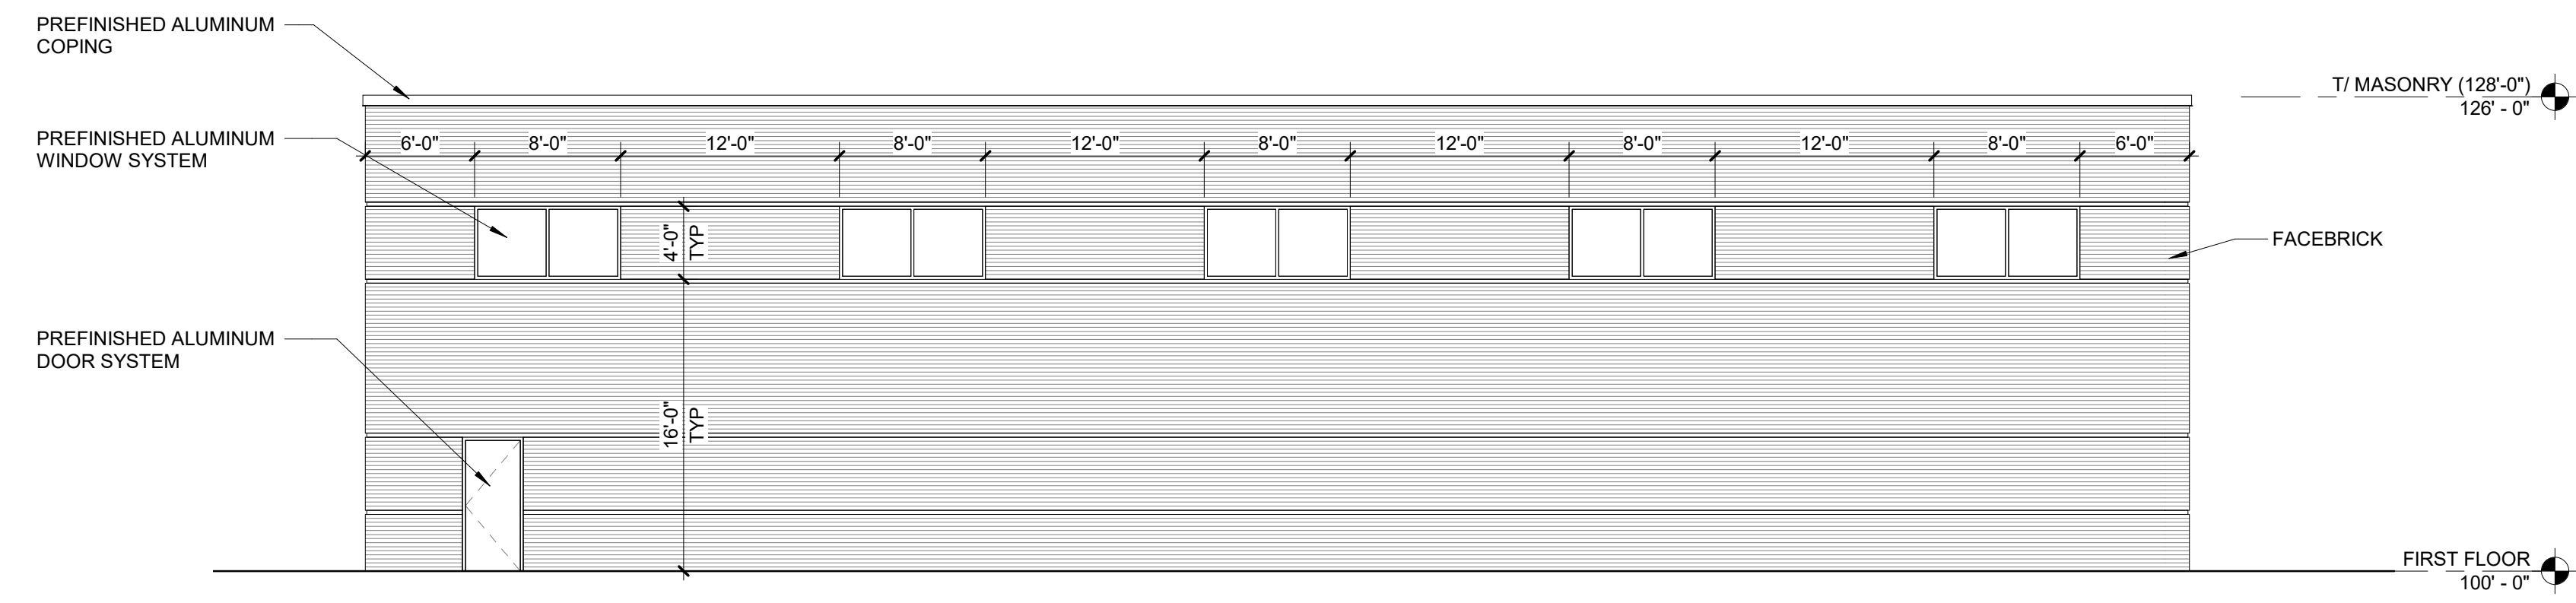 PREFINISHED ALUMINUM
COPING
T/ MASONRY (128'-0")
126' - 0"
PREFINISHED ALUMINUM
WINDOW SYSTEM
6'-0"
8'-0"
12'-0"
8'-0"
12'-0"
8'-0"
12'-0"
8'-0"
12'-0"
8'-0"
6'-0"
4'-0"
TYP
FACEBRICK
PREFINISHED ALUMINUM
DOOR SYSTEM
16'-0"
TYP
FIRST FLOOR
100' - 0"